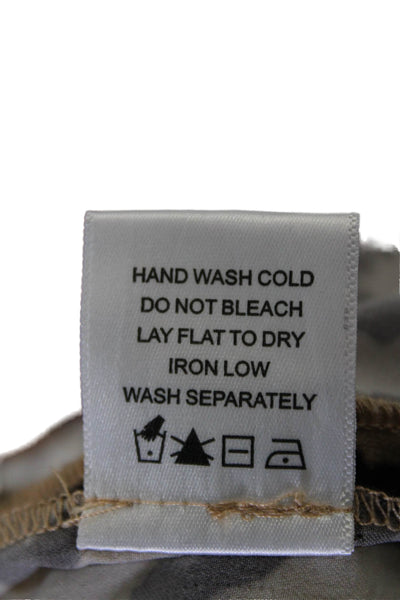 HAND WASH COLD
DO NOT BLEACH
LAY FLAT TO DRY
IRON LOW
WASH SEPARATELY